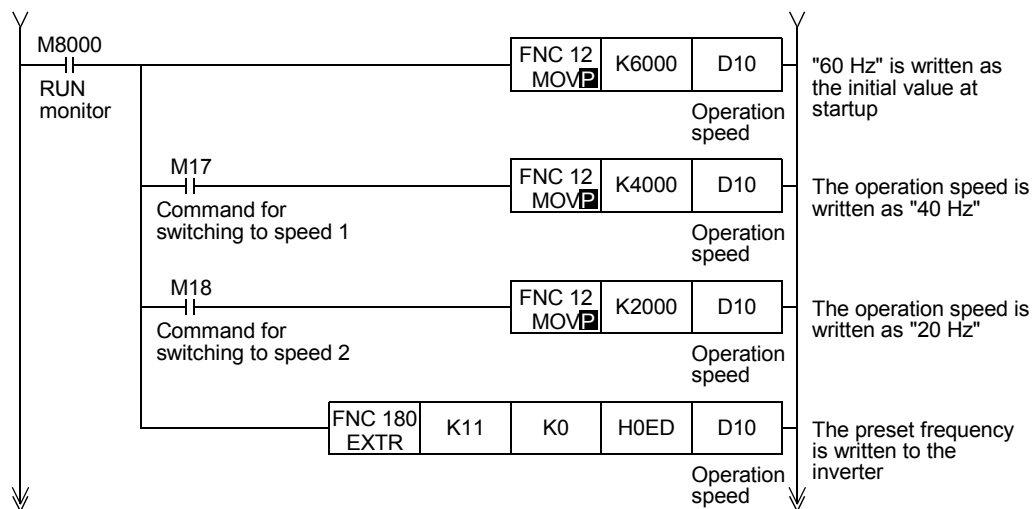 M8000
RUN
monitor
FNC 12
MOVP
K6000
D10
Operation
speed
"60 Hz" is written as
the initial value at
startup
M17
Command for
switching to speed 1
FNC 12
MOVP
K4000
D10
Operation
speed
The operation speed is
written as "40 Hz"
M18
Command for
switching to speed 2
FNC 12
MOVP
K2000
D10
Operation
speed
The operation speed is
written as "20 Hz"
FNC 180
EXTR
K11
K0
H0ED
D10
Operation
speed
The preset frequency
is written to the
inverter